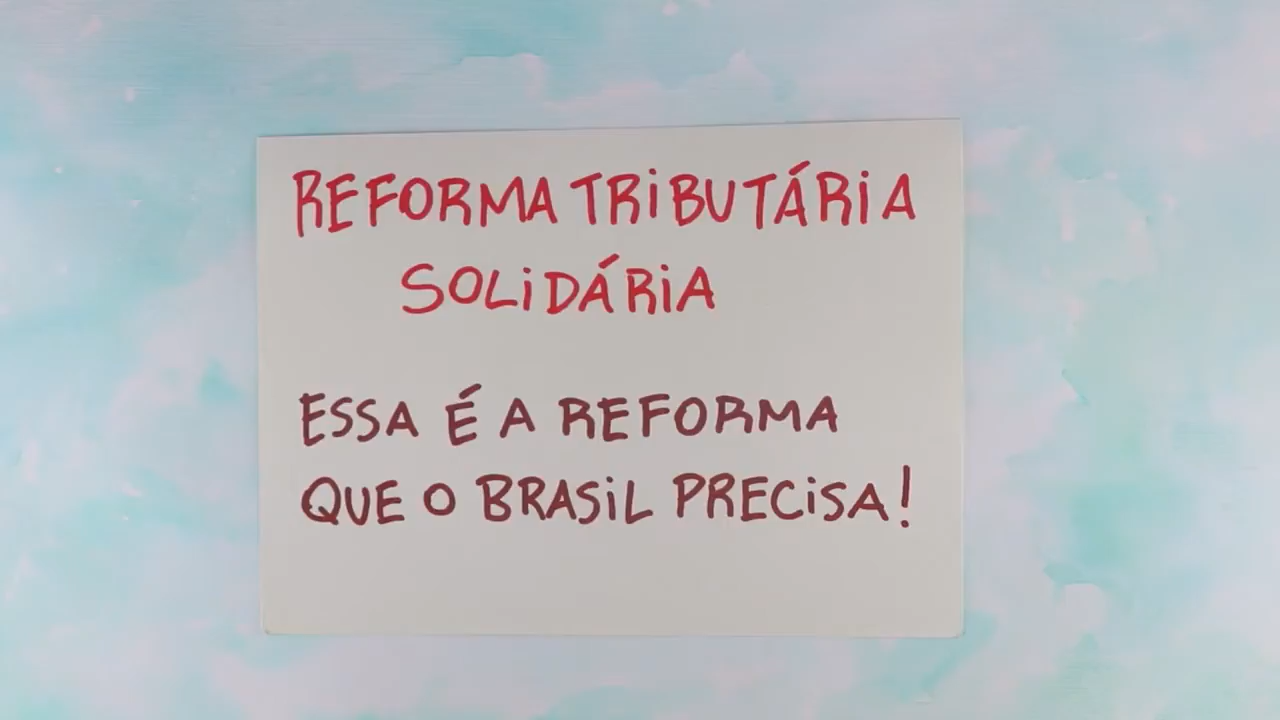 REFORMA TRIBUTÁRIA
SOLIDÁRIA
ESSA É A REFORMA
QUE O BRASIL PRECISA!